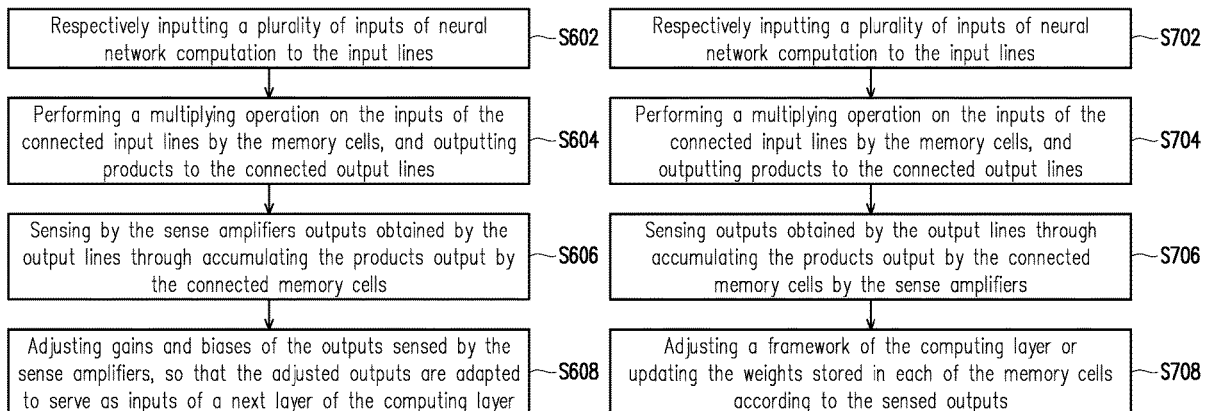 Respectively inputting a plurality of inputs of neural
network computation to the input lines
S602
Performing a multiplying operation on the inputs of the
connected input lines by the memory cells, and outputting
products to the connected output lines
S604
Sensing by the sense amplifiers outputs obtained by the
output lines through accumulating the products output by
the connected memory cells
S606
Adjusting gains and biases of the outputs sensed by the
sense amplifiers, so that the adjusted outputs are adapted
to serve as inputs of a next layer of the computing layer
S608
Respectively inputting a plurality of inputs of neural
network computation to the input lines
S702
Performing a multiplying operation on the inputs of the
connected input lines by the memory cells, and
outputting products to the connected output lines
S704
Sensing outputs obtained by the output lines through
accumulating the products output by the connected
memory cells by the sense amplifiers
S706
Adjusting a framework of the computing layer or
updating the weights stored in each of the memory cells
according to the sensed outputs
S708